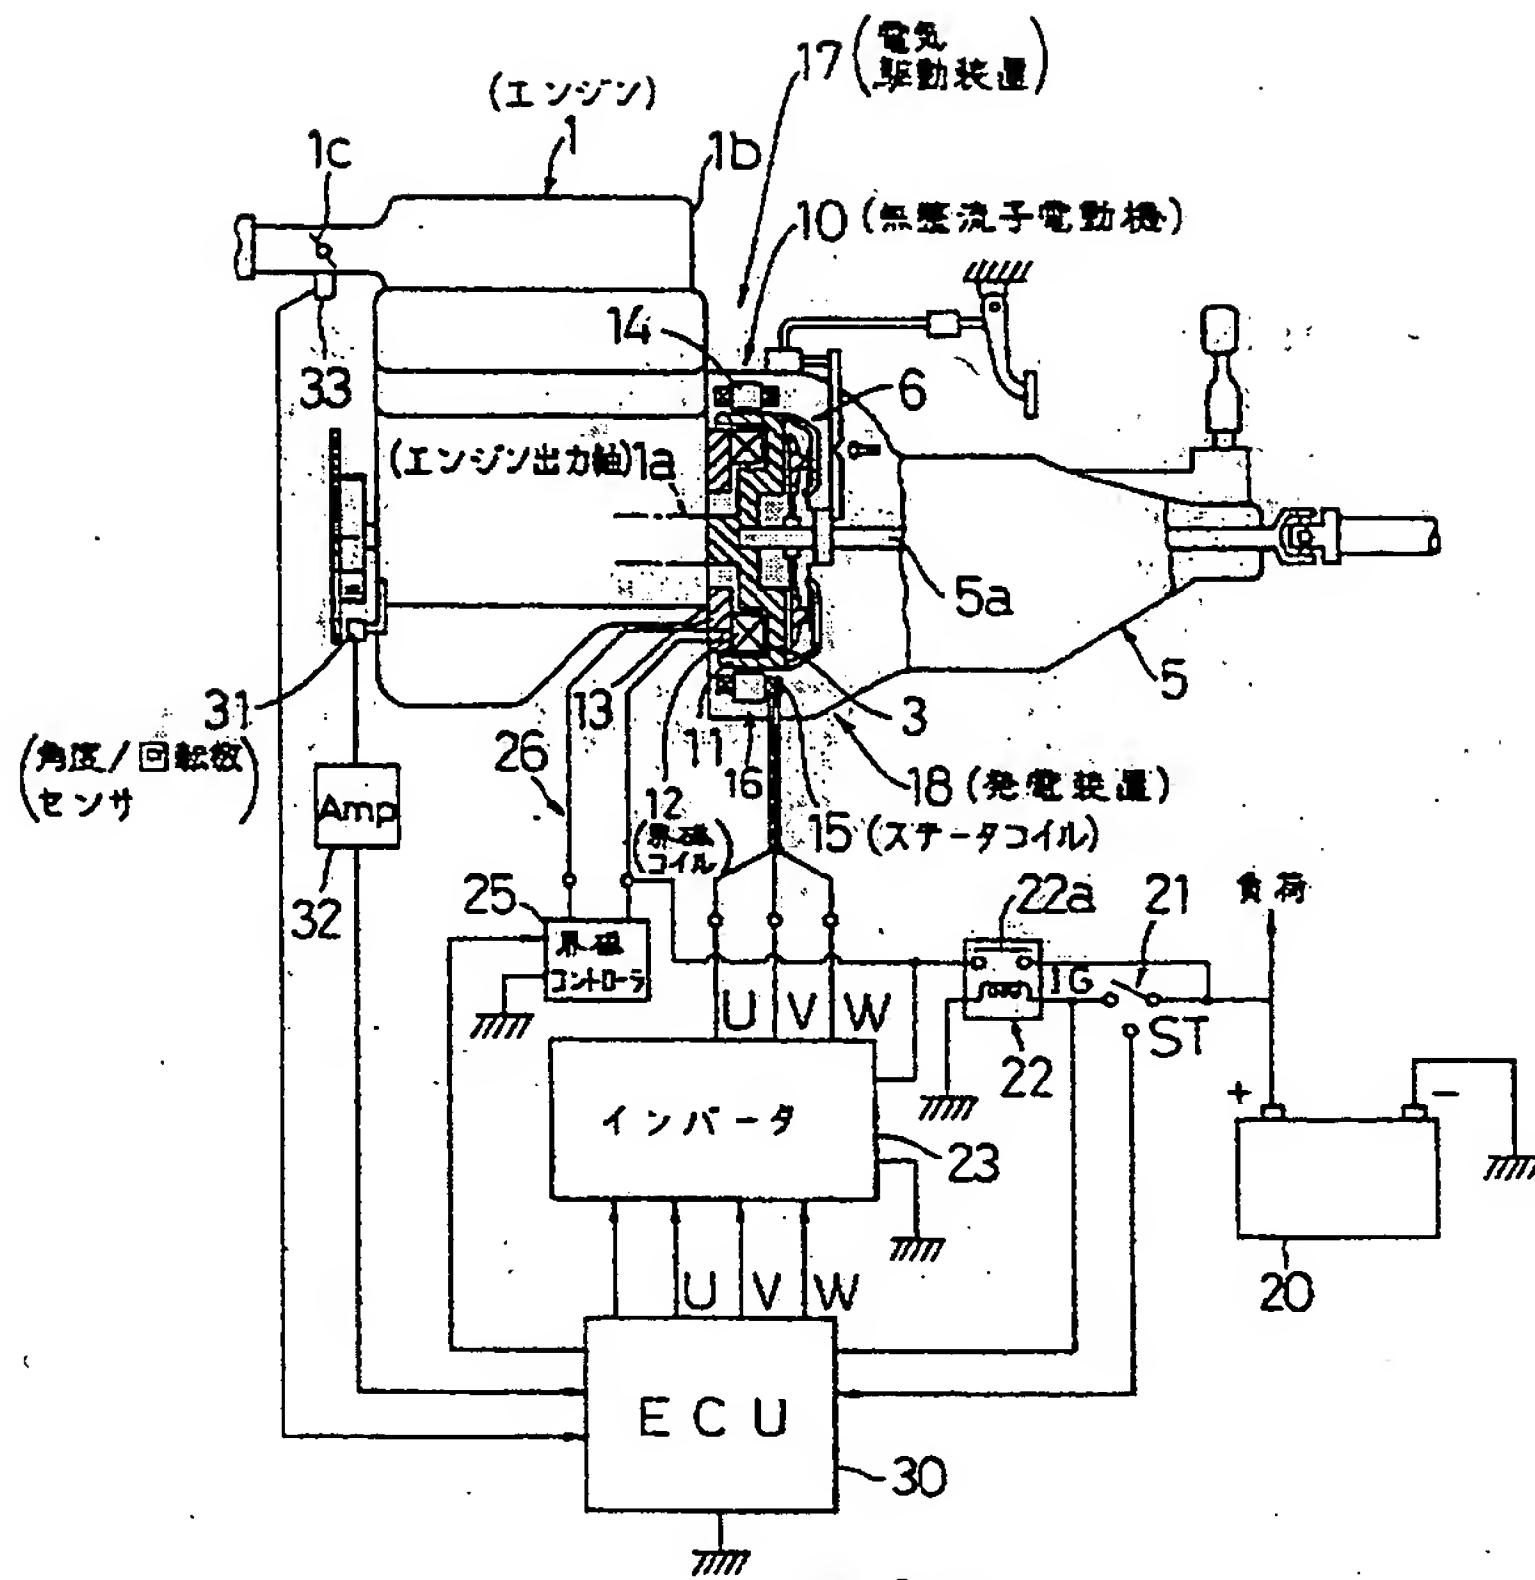 17(電気
駆動装置)
(エンジン)
1
1b
1c
10(無整流子電動機)
14
33
6
(エンジン出力軸)1a
5a
5
31
(角度/回転数
センサ)
13
11
16
3
26
12
(界磁
コイル)
18(発電装置)
15(ステータコイル)
Amp
32
25
界磁
コントローラ
22a
21
負荷
IG
U V W
ST
22
インバータ
23
+ −
20
U V W
ECU
30